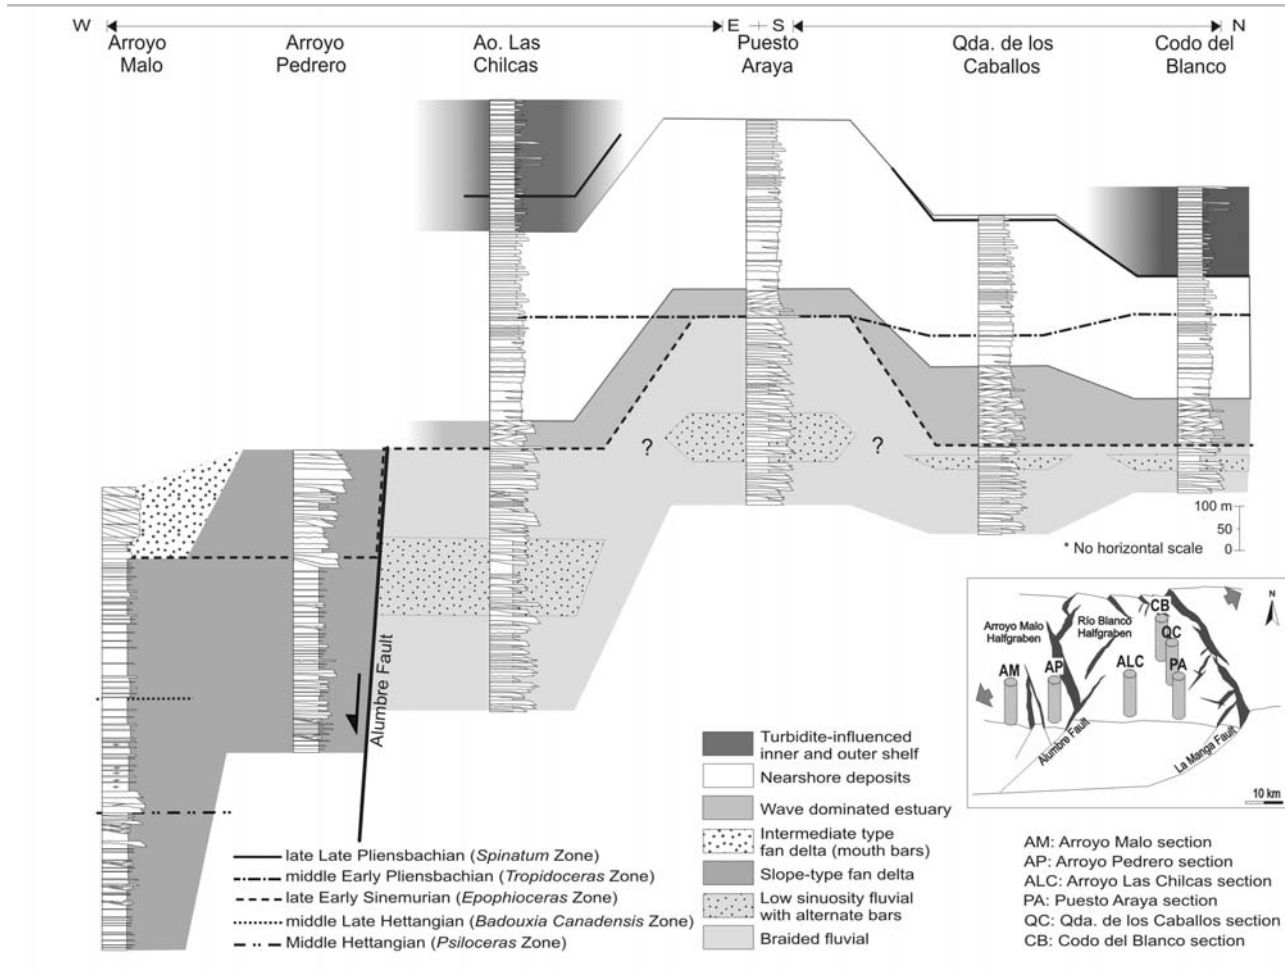 W E S N
Arroyo
Malo
Arroyo
Pedrero
Ao. Las
Chilcas
Puesto
Araya
Qda. de los
Caballos
Codo del
Blanco
? ?
100 m
50
0
* No horizontal scale
Alumbre Fault
late Late Pliensbachian (Spinatum Zone)
middle Early Pliensbachian (Tropidoceras Zone)
late Early Sinemurian (Epophioceras Zone)
middle Late Hettangian (Badouxia Canadensis Zone)
Middle Hettangian (Psiloceras Zone)
Turbidite-influenced
inner and outer shelf
Nearshore deposits
Wave dominated estuary
Intermediate type
fan delta (mouth bars)
Slope-type fan delta
Low sinuosity fluvial
with alternate bars
Braided fluvial
N
Arroyo Malo
Halfgraben
Río Blanco
Halfgraben
CB
QC
AM
AP
ALC
PA
Alumbre Fault
La Manga Fault
10 km
AM: Arroyo Malo section
AP: Arroyo Pedrero section
ALC: Arroyo Las Chilcas section
PA: Puesto Araya section
QC: Qda. de los Caballos section
CB: Codo del Blanco section